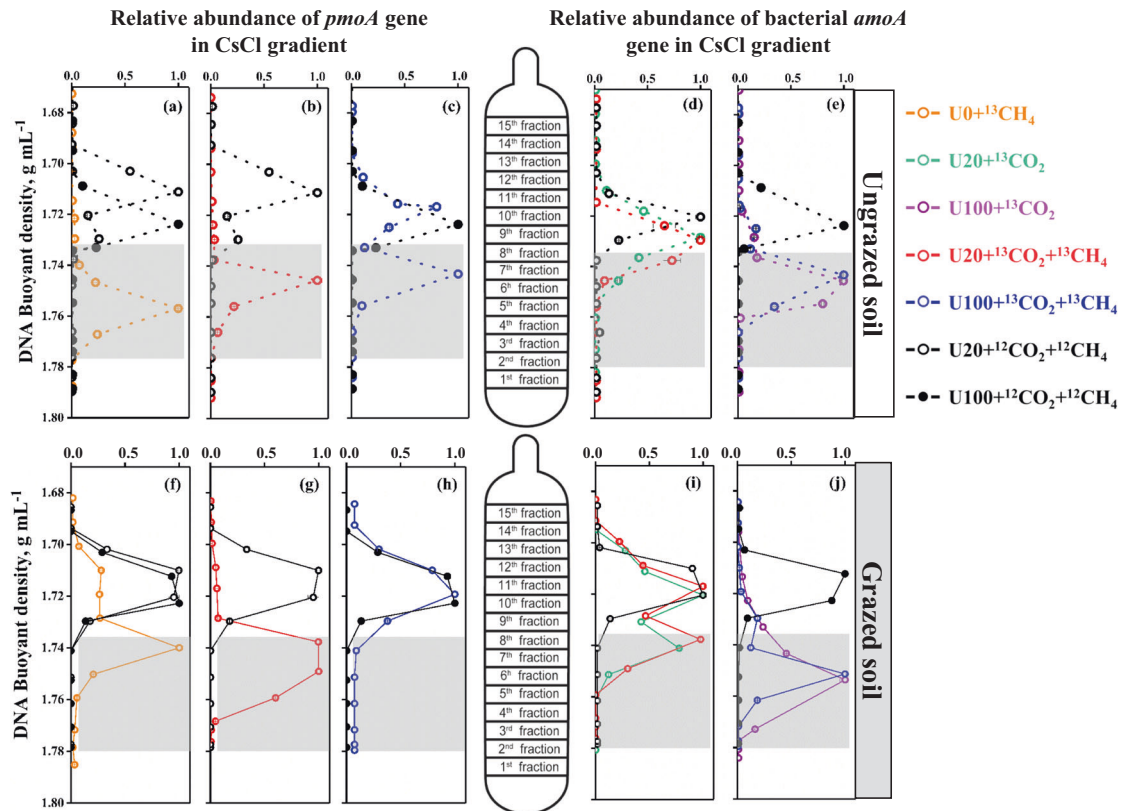 Relative abundance of pmoA gene
in CsCl gradient
Relative abundance of bacterial amoA
gene in CsCl gradient
0.0 0.5 1.0 0.0 0.5 1.0 0.0 0.5 1.0 0.0 0.5 1.0 0.0 0.5 1.0
(a) (b) (c) (d) (e)
DNA Buoyant density, g mL-1
1.68
1.70
1.72
1.74
1.76
1.78
1.80
15th fraction
14th fraction
13th fraction
12th fraction
11th fraction
10th fraction
9th fraction
8th fraction
7th fraction
6th fraction
5th fraction
4th fraction
3rd fraction
2nd fraction
1st fraction
Ungrazed soil
U0+13CH4
U20+13CO2
U100+13CO2
U20+13CO2+13CH4
U100+13CO2+13CH4
U20+12CO2+12CH4
U100+12CO2+12CH4
0.0 0.5 1.0 0.0 0.5 1.0 0.0 0.5 1.0 0.0 0.5 1.0 0.0 0.5 1.0
(f) (g) (h) (i) (j)
DNA Buoyant density, g mL-1
1.68
1.70
1.72
1.74
1.76
1.78
1.80
15th fraction
14th fraction
13th fraction
12th fraction
11th fraction
10th fraction
9th fraction
8th fraction
7th fraction
6th fraction
5th fraction
4th fraction
3rd fraction
2nd fraction
1st fraction
Grazed soil